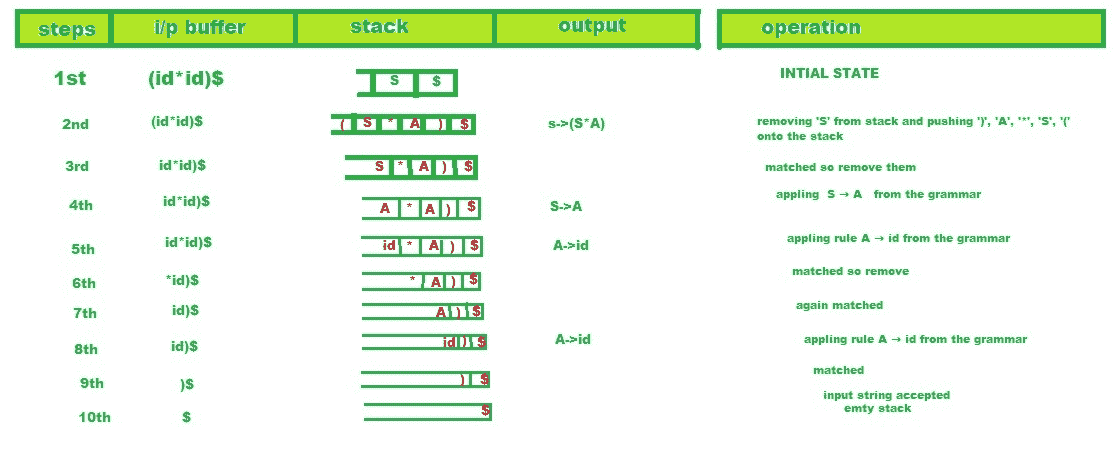 steps i/p buffer stack output operation
1st (id*id)$ S $ INTIAL STATE
2nd (id*id)$ ( S * A ) $ s->(S*A) removing 'S' from stack and pushing ')', 'A', '*', 'S', '('
onto the stack
3rd id*id)$ S * A ) $ matched so remove them
4th id*id)$ A * A ) $ S->A appling S → A from the grammar
5th id*id)$ id * A ) $ A->id appling rule A → id from the grammar
6th *id)$ * A ) $ matched so remove
7th id)$ A ) $ again matched
8th id)$ id ) $ A->id appling rule A → id from the grammar
9th )$ ) $ matched
10th $ $ input string accepted
emty stack